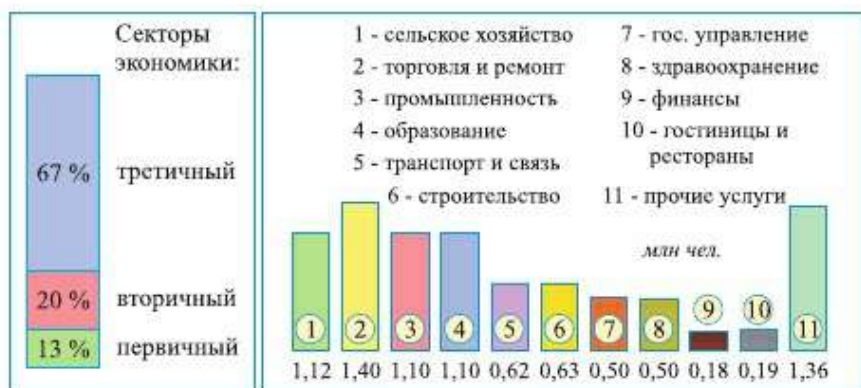 Секторы
экономики:
67 %
третичный
20 %
вторичный
13 %
первичный
1 - сельское хозяйство
2 - торговля и ремонт
3 - промышленность
4 - образование
5 - транспорт и связь
6 - строительство
7 - гос. управление
8 - здравоохранение
9 - финансы
10 - гостиницы и
рестораны
11 - прочие услуги
млн чел.
1 2 3 4 5 6 7 8 9 10 11
1,12 1,40 1,10 1,10 0,62 0,63 0,50 0,50 0,18 0,19 1,36